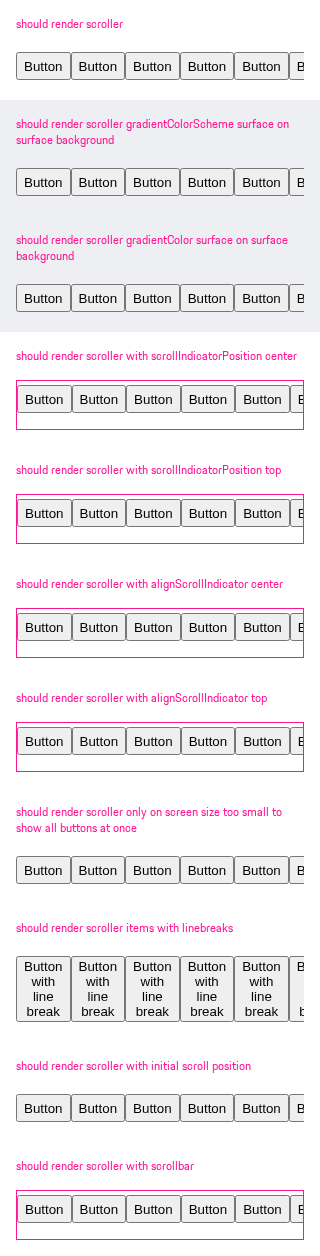 should render scroller
Button Button Button Button Button B
should render scroller gradientColorScheme surface on
surface background
Button Button Button Button Button B
should render scroller gradientColor surface on surface
background
Button Button Button Button Button B
should render scroller with scrollIndicatorPosition center
Button Button Button Button Button B
should render scroller with scrollIndicatorPosition top
Button Button Button Button Button B
should render scroller with alignScrollIndicator center
Button Button Button Button Button B
should render scroller with alignScrollIndicator top
Button Button Button Button Button B
should render scroller only on screen size too small to
show all buttons at once
Button Button Button Button Button B
should render scroller items with linebreaks
Button Button Button Button Button B
with with with with with
line line line line line
break break break break break b
should render scroller with initial scroll position
Button Button Button Button Button B
should render scroller with scrollbar
Button Button Button Button Button B